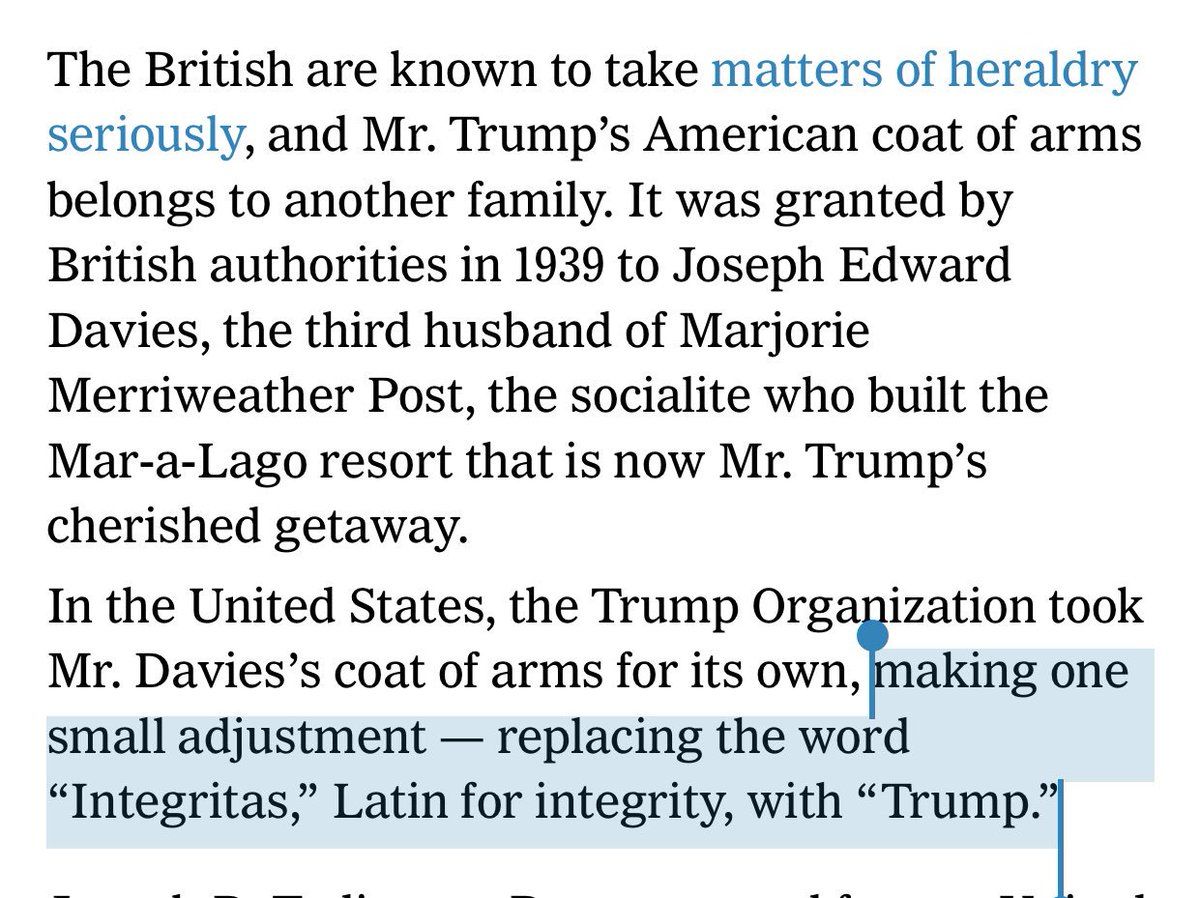 The British are known to take matters of heraldry
seriously, and Mr. Trump’s American coat of arms
belongs to another family. It was granted by
British authorities in 1939 to Joseph Edward
Davies, the third husband of Marjorie
Merriweather Post, the socialite who built the
Mar-a-Lago resort that is now Mr. Trump’s
cherished getaway.
In the United States, the Trump Organization took
Mr. Davies’s coat of arms for its own, making one
small adjustment — replacing the word
“Integritas,” Latin for integrity, with “Trump.”